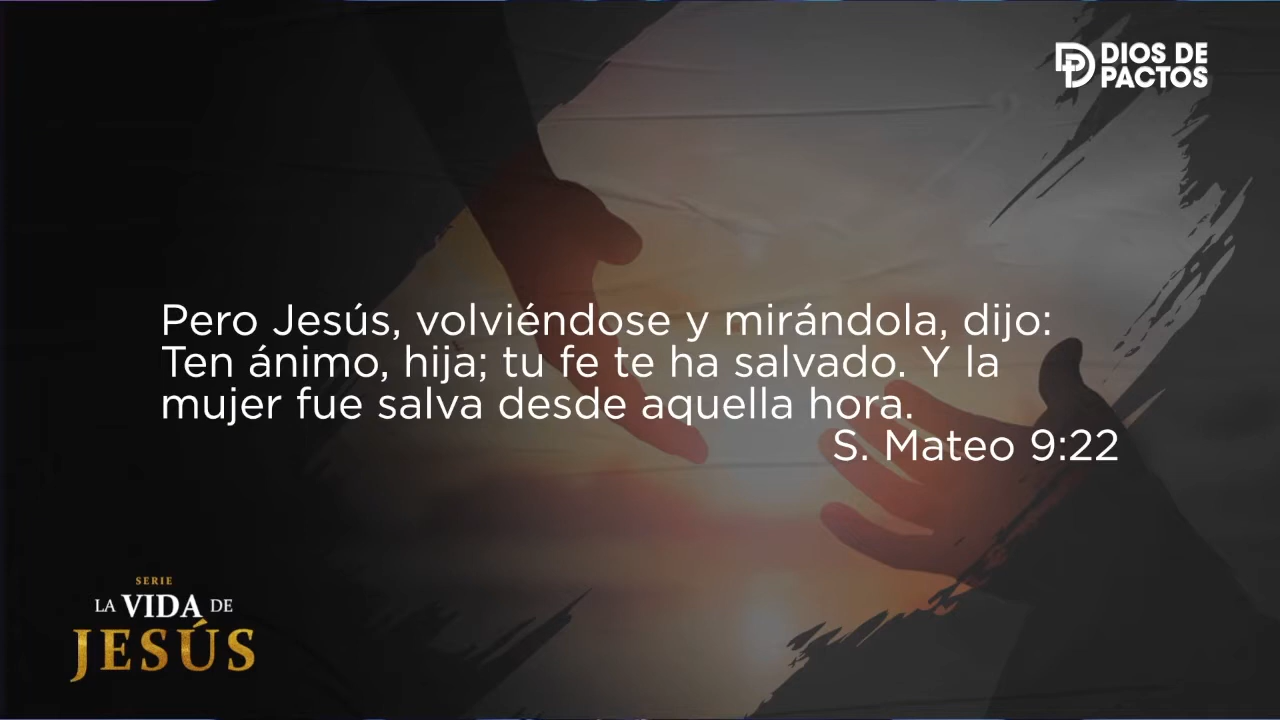 DIOS DE
PACTOS
Pero Jesús, volviéndose y mirándola, dijo:
Ten ánimo, hija; tu fe te ha salvado. Y la
mujer fue salva desde aquella hora.
S. Mateo 9:22
SERIE
LA VIDA DE
JESÚS